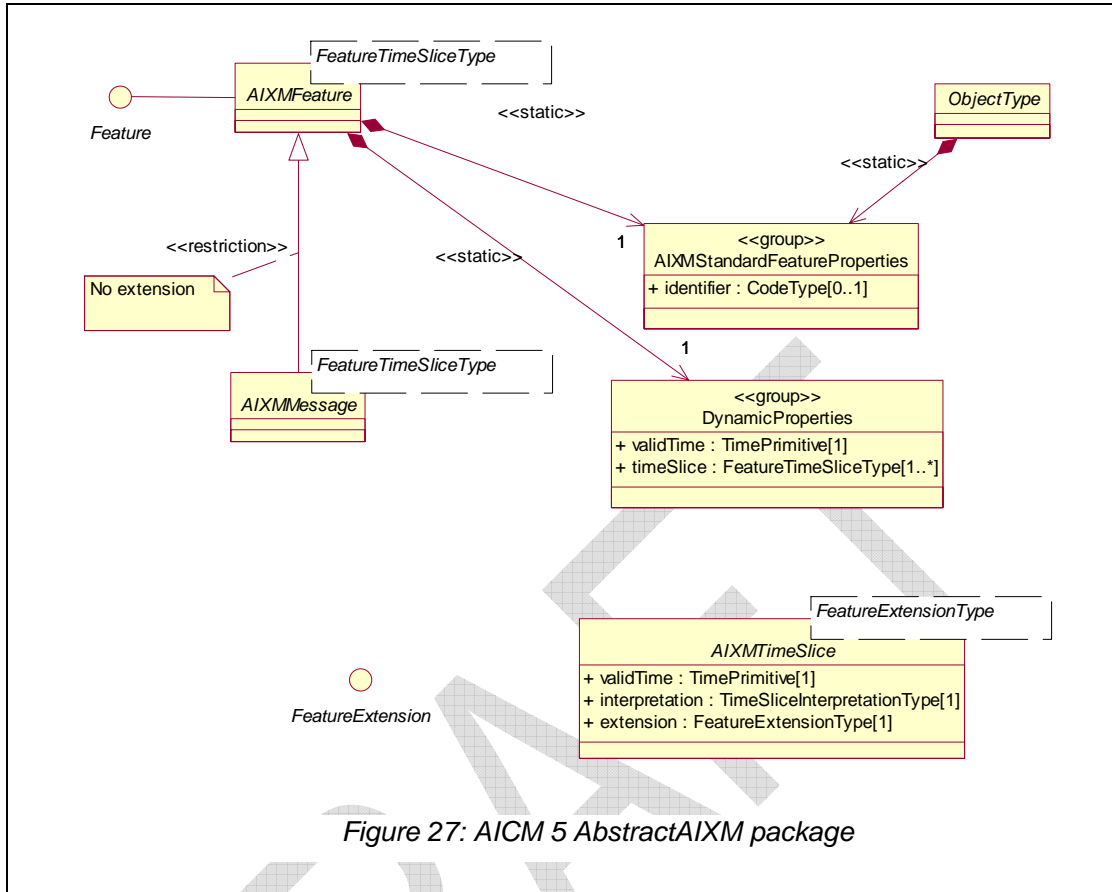 FeatureTimeSliceType
AIXMFeature
Feature
<<static>>
ObjectType
<<static>>
<<restriction>>
<<static>>
1
<<group>>
AIXMStandardFeatureProperties
+ identifier : CodeType[0..1]
No extension
FeatureTimeSliceType
AIXMMessage
1
<<group>>
DynamicProperties
+ validTime : TimePrimitive[1]
+ timeSlice : FeatureTimeSliceType[1..*]
FeatureExtensionType
AIXMTimeSlice
+ validTime : TimePrimitive[1]
+ interpretation : TimeSliceInterpretationType[1]
+ extension : FeatureExtensionType[1]
FeatureExtension
Figure 27: AICM 5 AbstractAIXM package